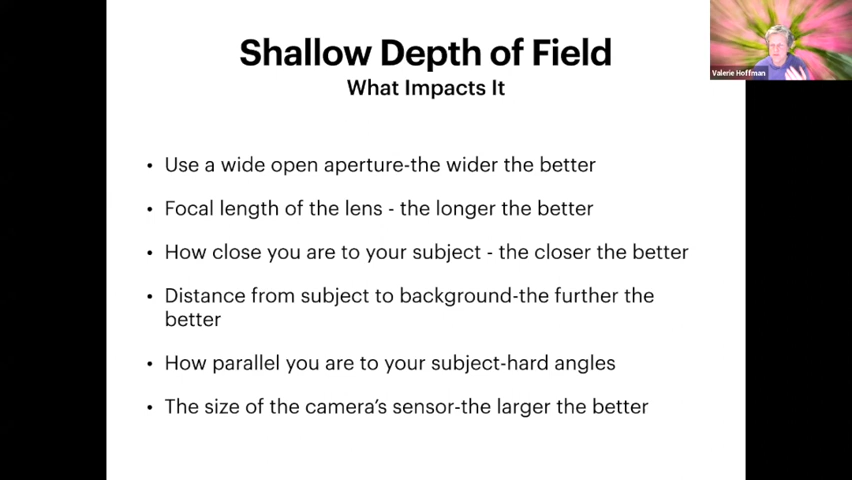 Shallow Depth of Field
What Impacts It
Valerie Hoffman
• Use a wide open aperture-the wider the better
• Focal length of the lens - the longer the better
• How close you are to your subject - the closer the better
• Distance from subject to background-the further the
better
• How parallel you are to your subject-hard angles
• The size of the camera’s sensor-the larger the better